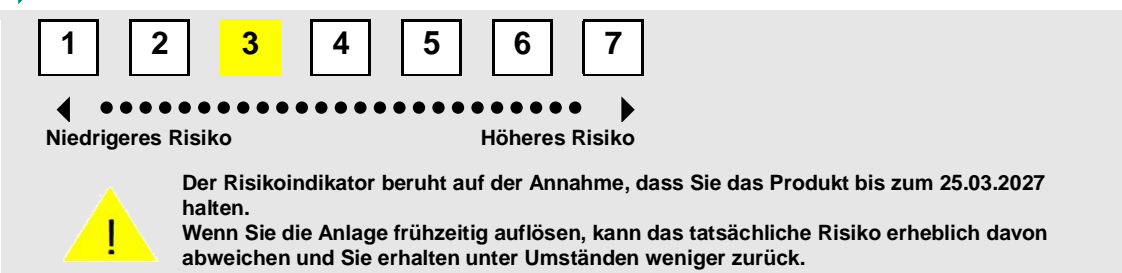 1 2 3 4 5 6 7
Niedrigeres Risiko Höheres Risiko
Der Risikoindikator beruht auf der Annahme, dass Sie das Produkt bis zum 25.03.2027
halten.
Wenn Sie die Anlage frühzeitig auflösen, kann das tatsächliche Risiko erheblich davon
abweichen und Sie erhalten unter Umständen weniger zurück.
!